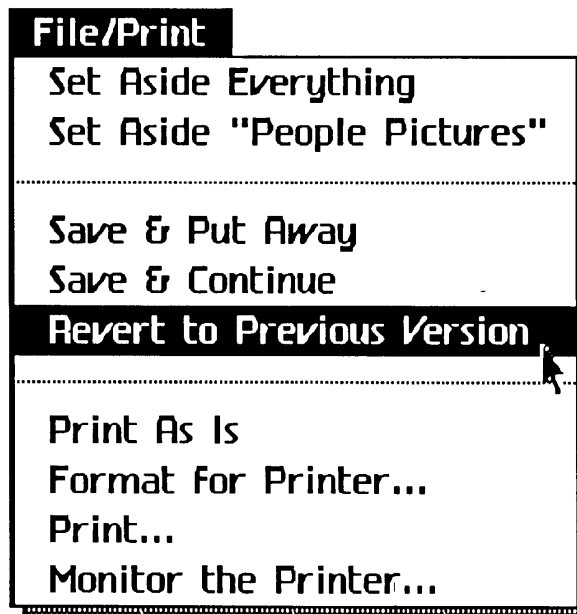 File/Print
Set Aside Everything
Set Aside "People Pictures"
Save & Put Away
Save & Continue
Revert to Previous Version
Print As Is
Format for Printer...
Print...
Monitor the Printer...